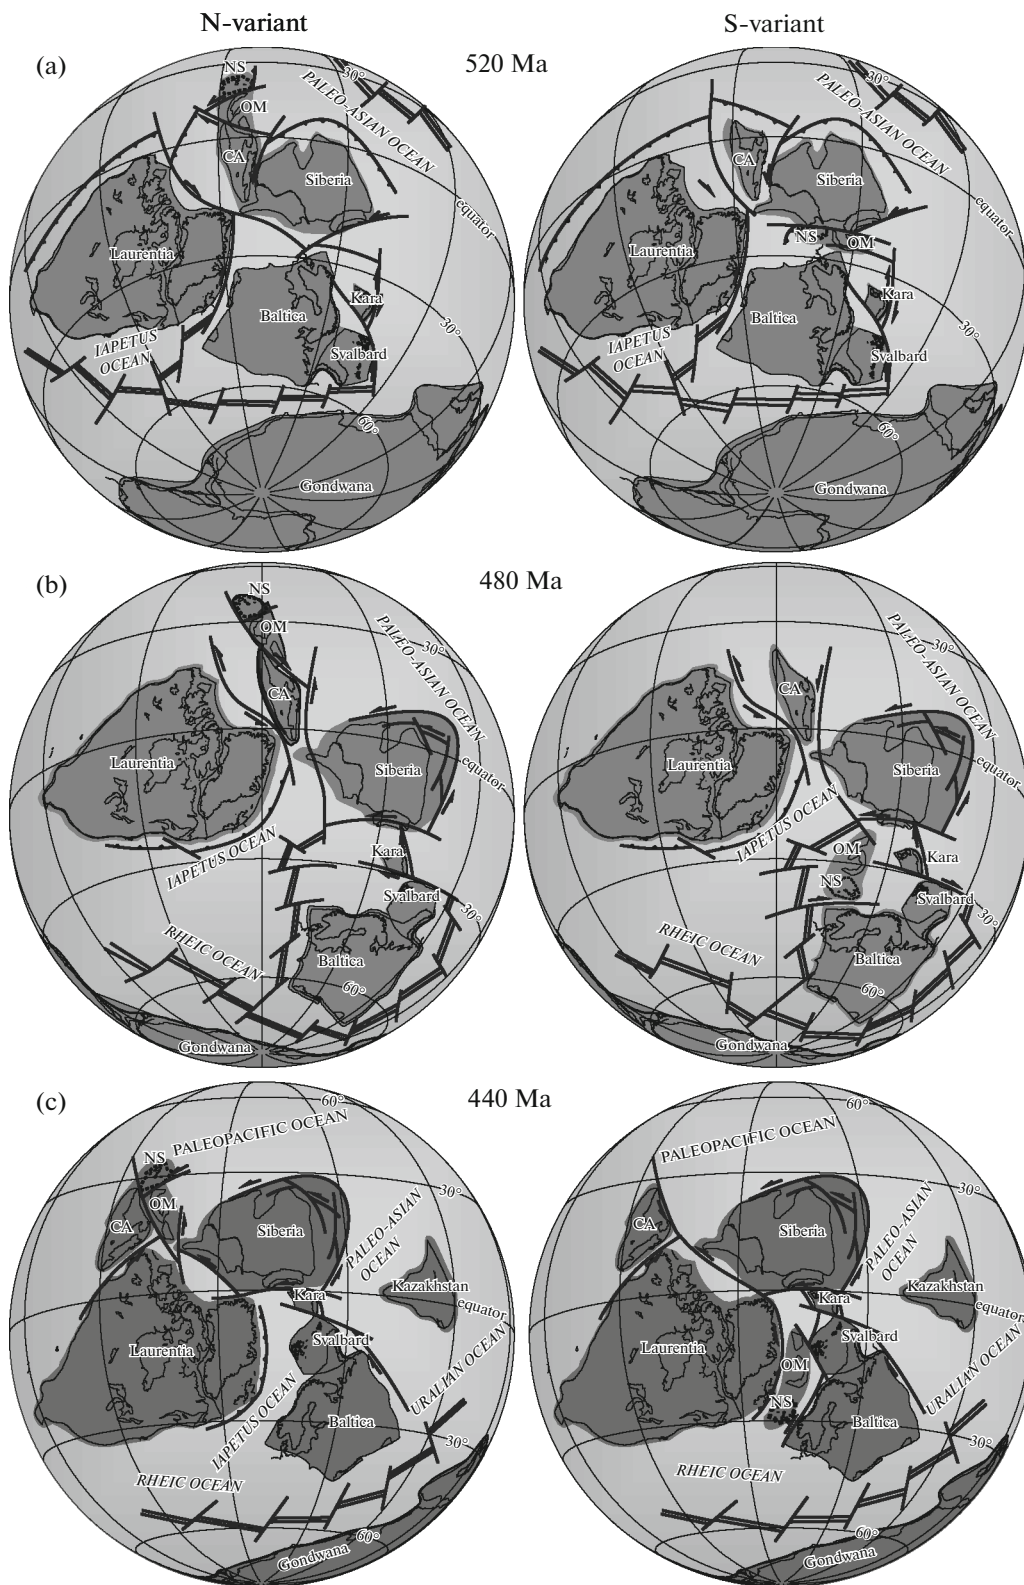 N-variant
S-variant
(a)
520 Ma
NS
OM
CA
Siberia
Laurentia
Baltica
Kara
Svalbard
Gondwana
IAPETUS
OCEAN
PALEO-ASIAN OCEAN
30°
equator
30°
60°
CA
Siberia
NS
OM
Laurentia
Baltica
Kara
Svalbard
Gondwana
IAPETUS
OCEAN
PALEO-ASIAN OCEAN
30°
equator
30°
60°
(b)
480 Ma
NS
OM
CA
Laurentia
Siberia
Kara
Svalbard
Baltica
Gondwana
IAPETUS OCEAN
RHEIC OCEAN
PALEO-ASIAN OCEAN
30°
equator
30°
60°
CA
Laurentia
Siberia
OM
NS
Kara
Svalbard
Baltica
Gondwana
IAPETUS OCEAN
RHEIC OCEAN
PALEO-ASIAN OCEAN
30°
equator
30°
60°
(c)
440 Ma
60°
PALEOPACIFIC OCEAN
NS
OM
CA
Siberia
30°
PALEO-ASIAN
OCEAN
Kazakhstan
equator
Kara
Laurentia
Svalbard
Baltica
IAPETUS OCEAN
URALIAN OCEAN
30°
RHEIC OCEAN
60°
Gondwana
60°
PALEOPACIFIC OCEAN
CA
Siberia
30°
PALEO-ASIAN
OCEAN
Kazakhstan
equator
Kara
Laurentia
Svalbard
OM
NS
Baltica
URALIAN OCEAN
30°
RHEIC OCEAN
60°
Gondwana